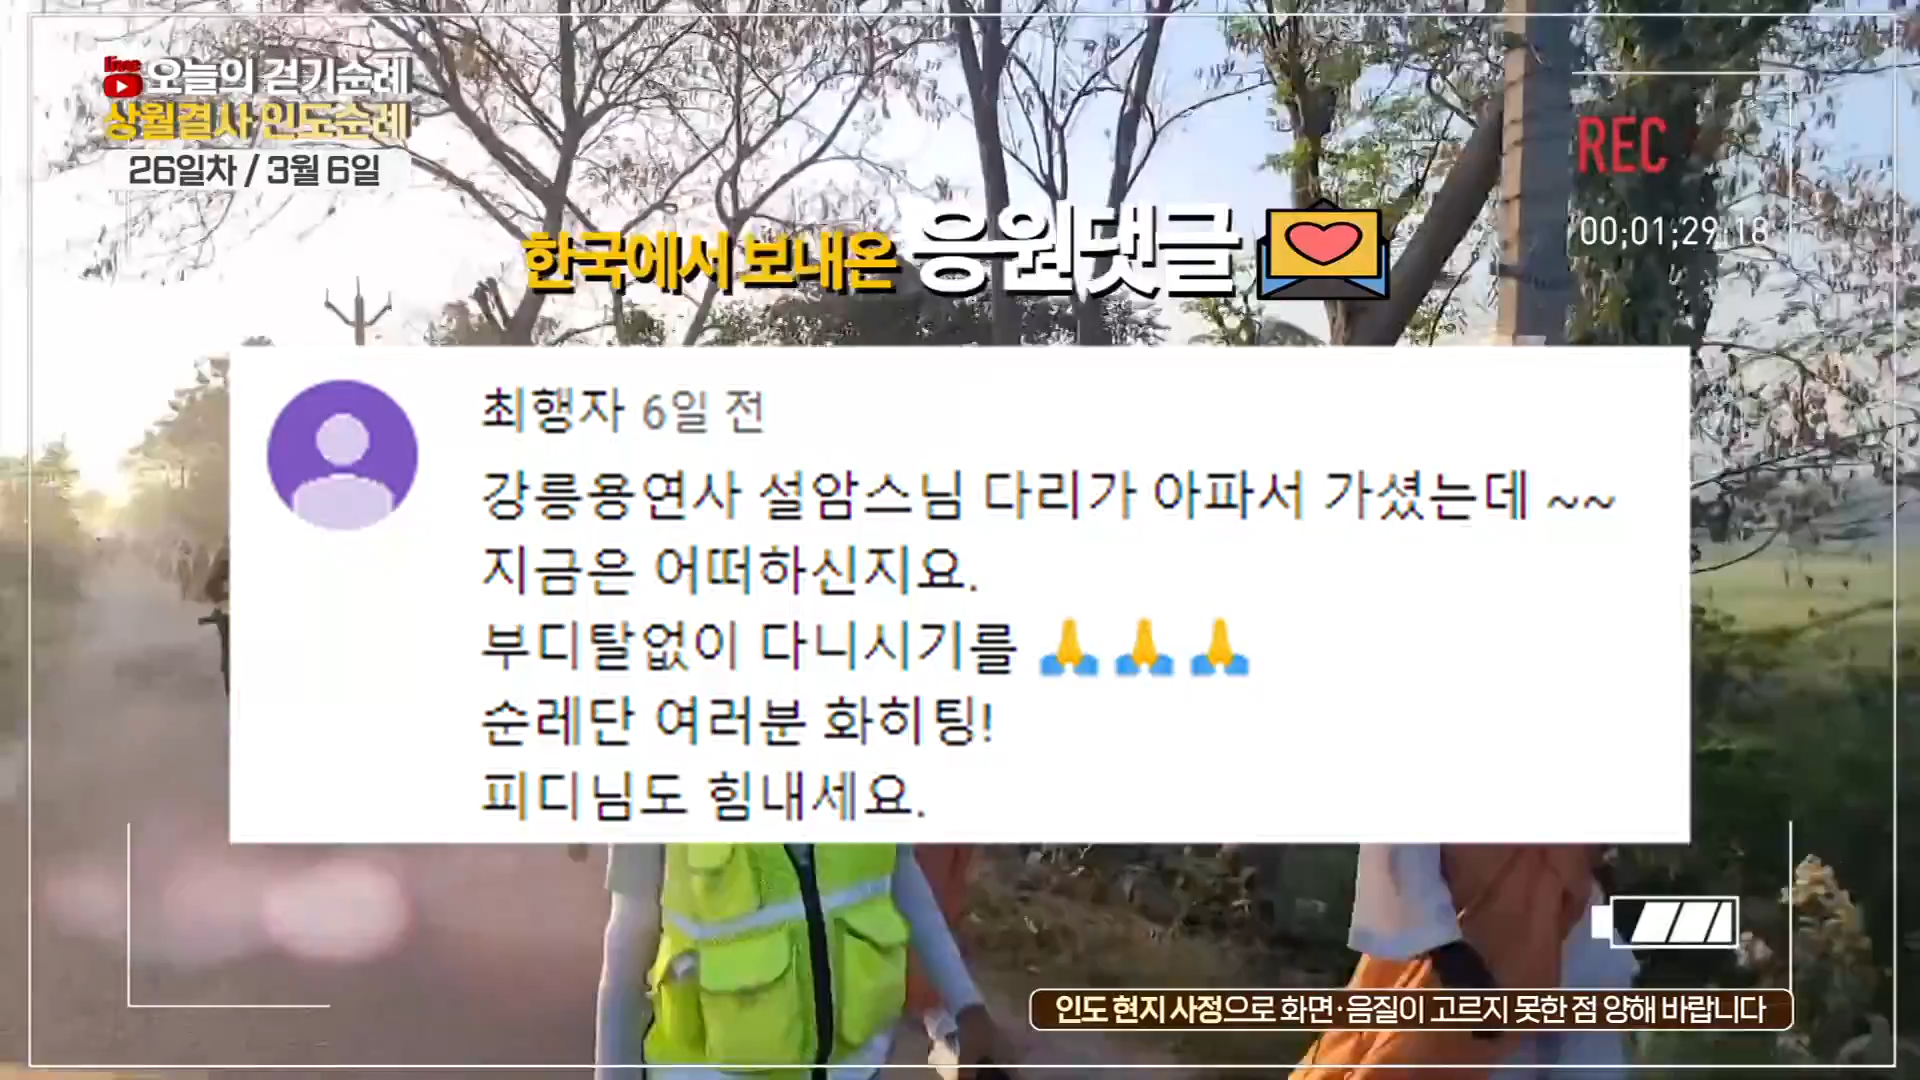 live 오늘의 걷기순례
상월결사 인도순례
26일차 / 3월 6일
REC
00;01;29;18
한국에서 보내온 응원댓글
최행자 6일 전
강릉용연사 설암스님 다리가 아파서 가셨는데 ~~
지금은 어떠하신지요.
부디탈없이 다니시기를 🙏🙏🙏
순레단 여러분 화히팅!
피디님도 힘내세요.
인도 현지 사정으로 화면·음질이 고르지 못한 점 양해 바랍니다